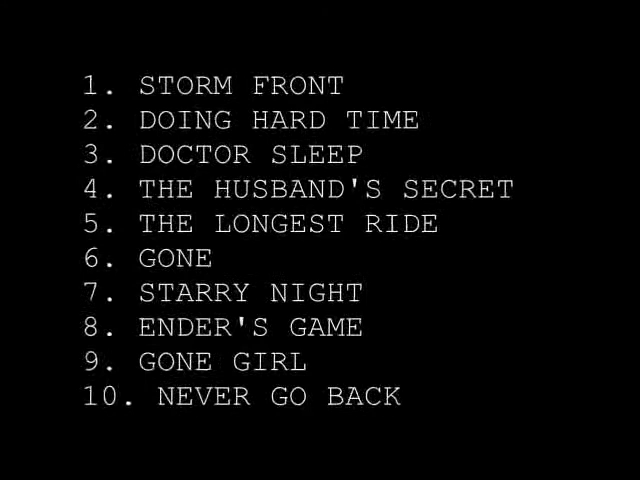 1. STORM FRONT
2. DOING HARD TIME
3. DOCTOR SLEEP
4. THE HUSBAND'S SECRET
5. THE LONGEST RIDE
6. GONE
7. STARRY NIGHT
8. ENDER'S GAME
9. GONE GIRL
10. NEVER GO BACK